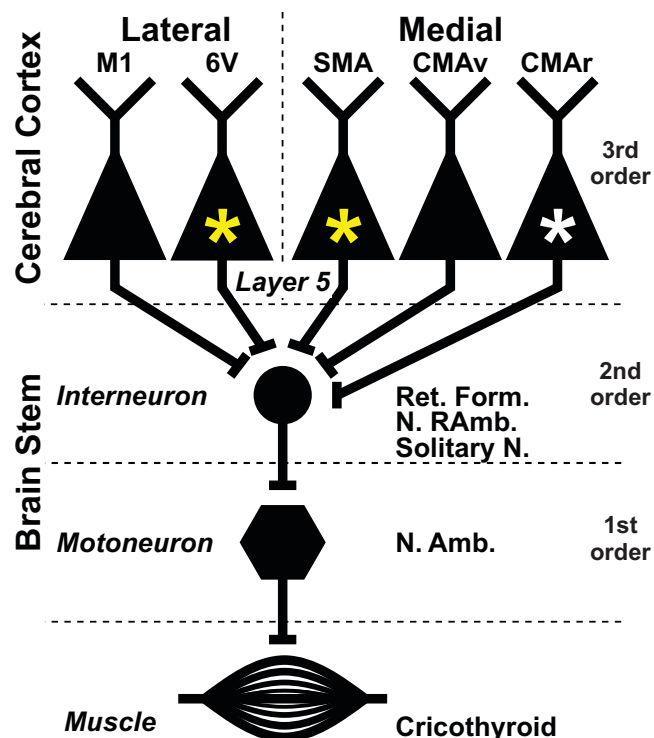 Lateral Medial
M1 6V SMA CMAv CMAr
Cerebral Cortex
3rd
order
* * *
Layer 5
Brain Stem
Interneuron
Ret. Form.
N. RAmb.
Solitary N.
2nd
order
Motoneuron
N. Amb.
1st
order
Muscle
Cricothyroid